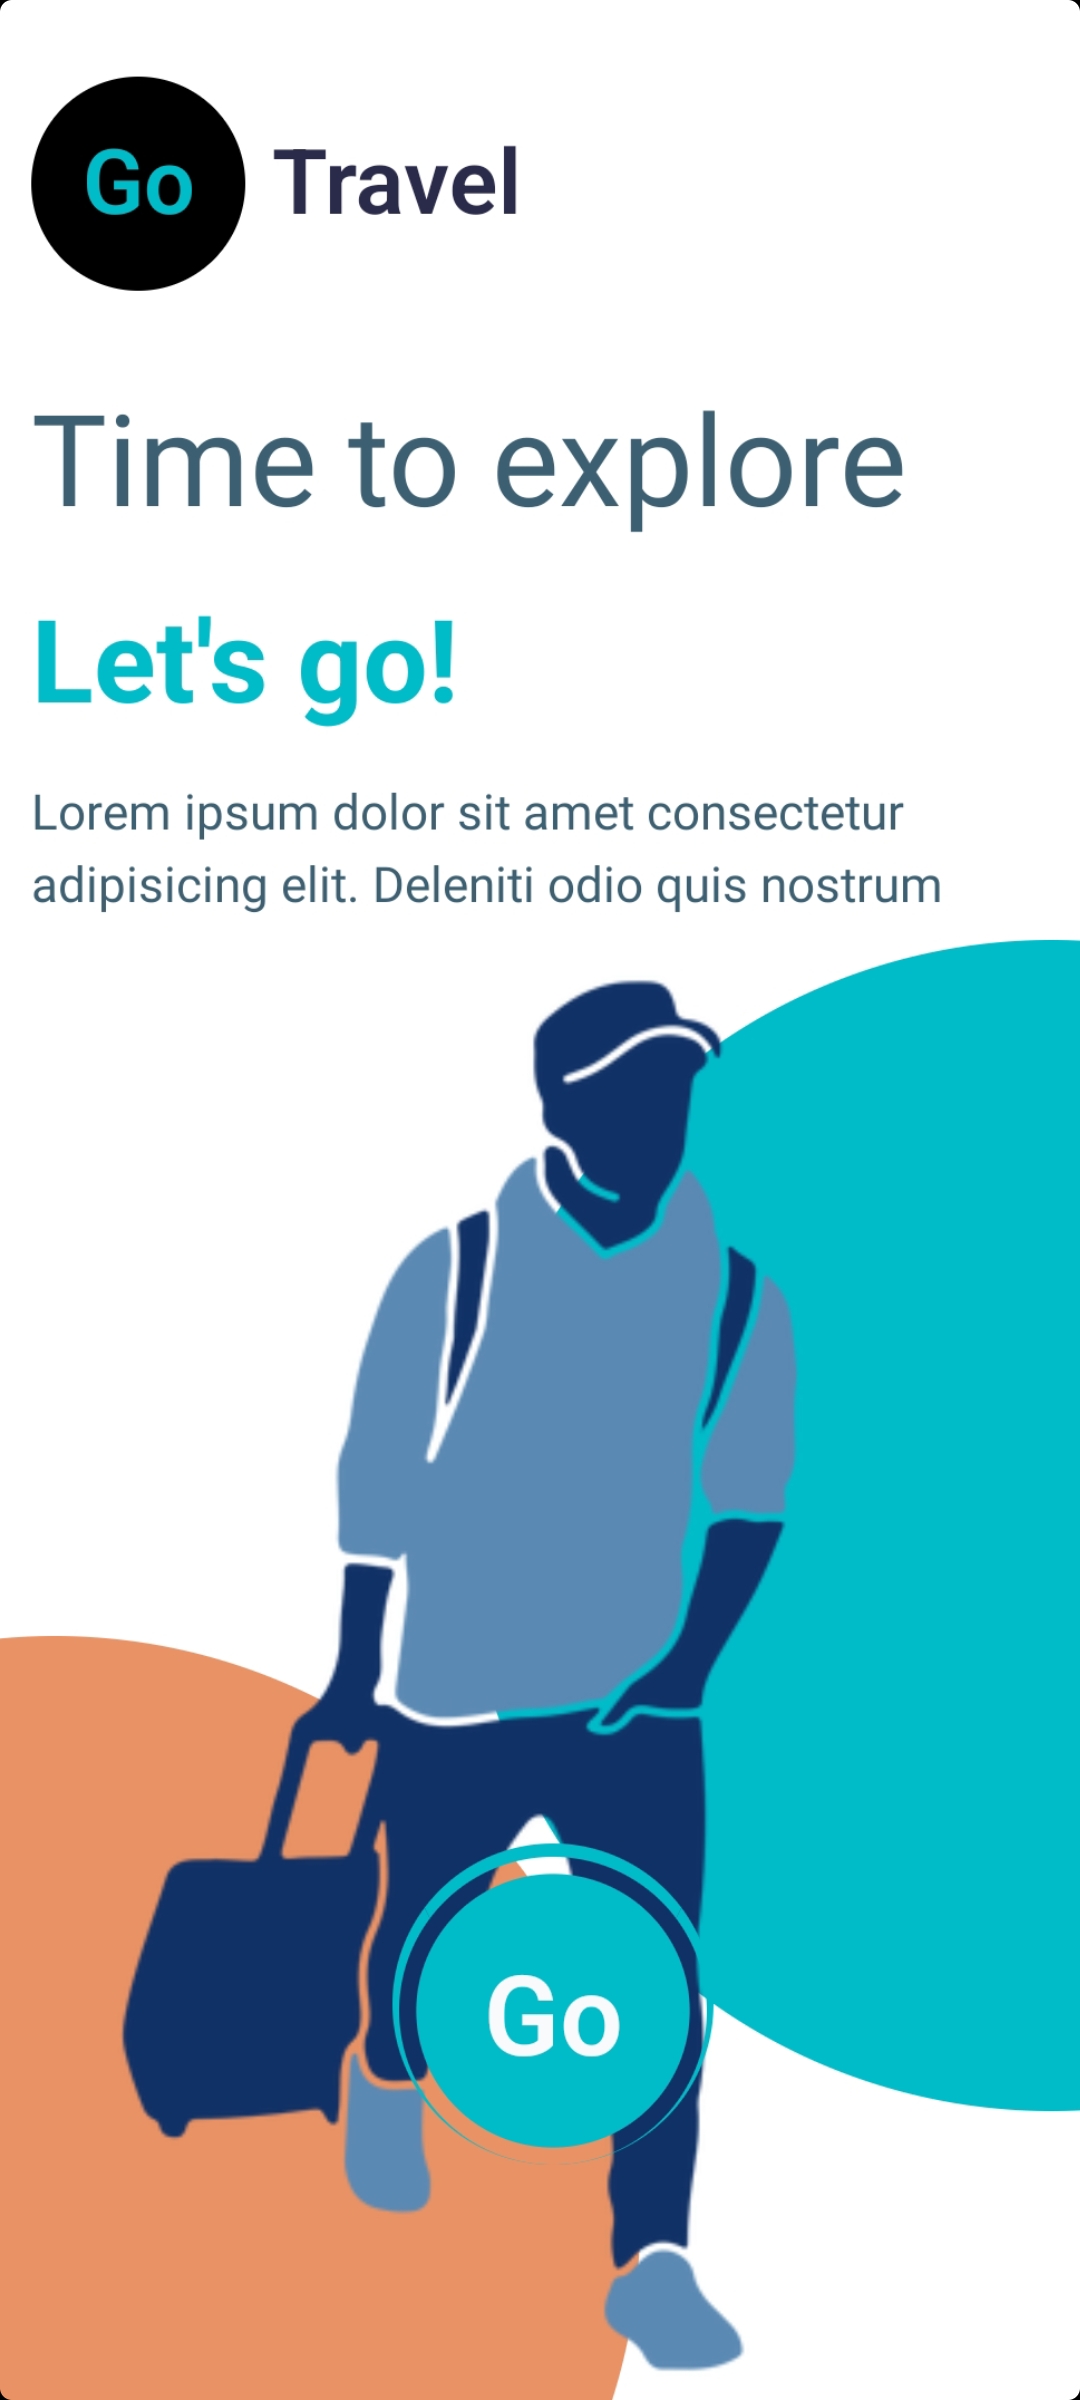 Go Travel
Time to explore
Let's go!
Lorem ipsum dolor sit amet consectetur
adipisicing elit. Deleniti odio quis nostrum
Go